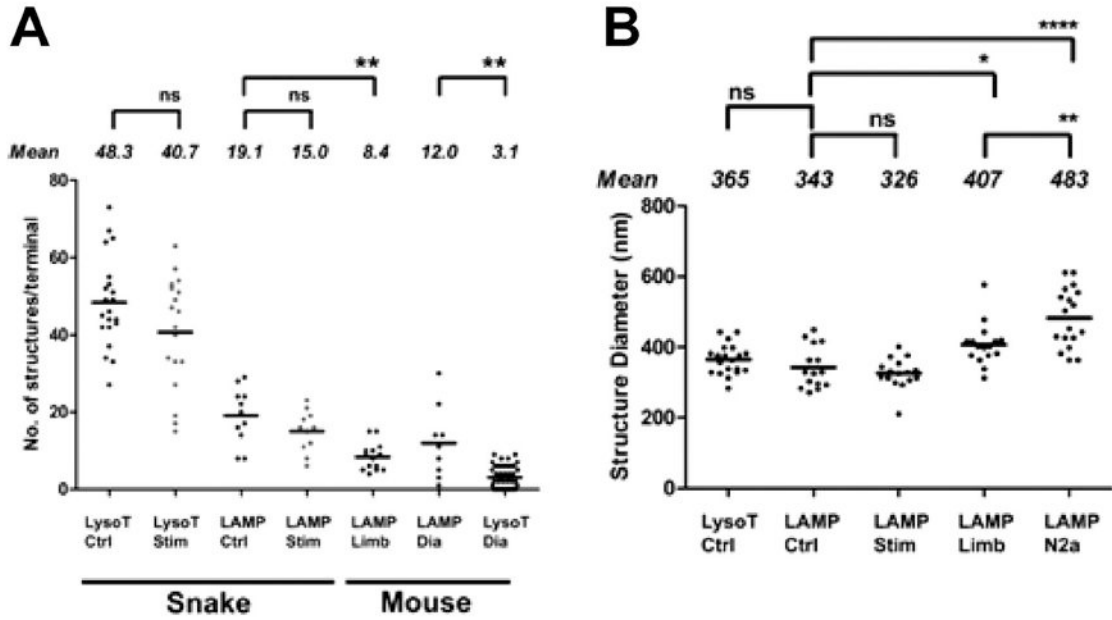 A
**
**
ns
ns
Mean 48.3 40.7 19.1 15.0 8.4 12.0 3.1
80
60
40
20
0
No. of structures/terminal
LysoT LysoT LAMP LAMP LAMP LAMP LysoT
Ctrl Stim Ctrl Stim Limb Dia Dia
Snake Mouse
B
****
*
ns
ns
**
Mean 365 343 326 407 483
800
600
400
200
0
Structure Diameter (nm)
LysoT LAMP LAMP LAMP LAMP
Ctrl Ctrl Stim Limb N2a